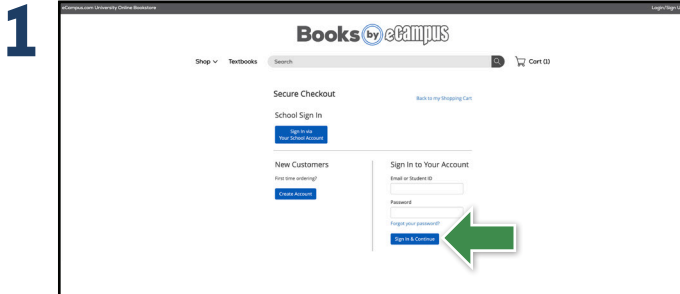 1
eCampus.com University Online Bookstore
Login/Sign U
Books by eCampus
Shop Textbooks Search Cart (1)
Secure Checkout
Back to my Shopping Cart
School Sign In
Sign In via
Your School Account
New Customers
First time ordering?
Create Account
Sign In to Your Account
Email or Student ID
Password
Forgot your password?
Sign In & Continue